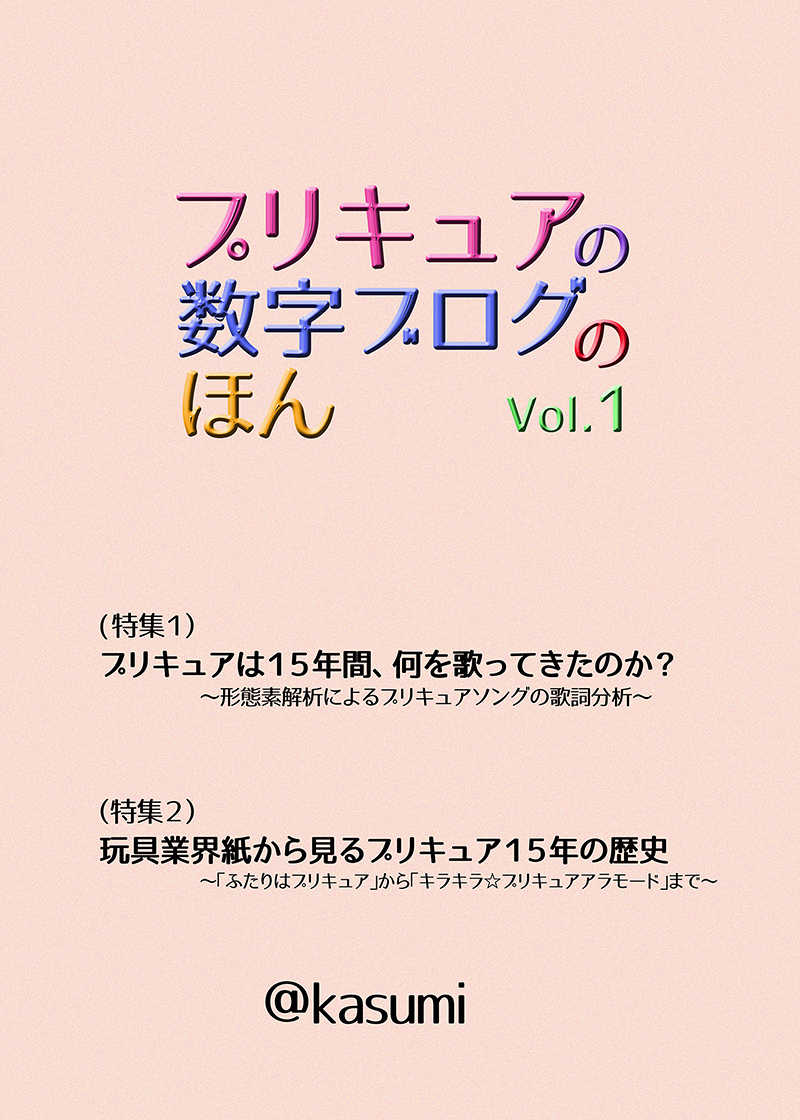 プリキュアの
数字ブログの
ほん Vol.1
(特集1)
プリキュアは15年間、何を歌ってきたのか?
～形態素解析によるプリキュアソングの歌詞分析～
(特集2)
玩具業界紙から見るプリキュア15年の歴史
～「ふたりはプリキュア」から「キラキラ☆プリキュアアラモード」まで～
@kasumi